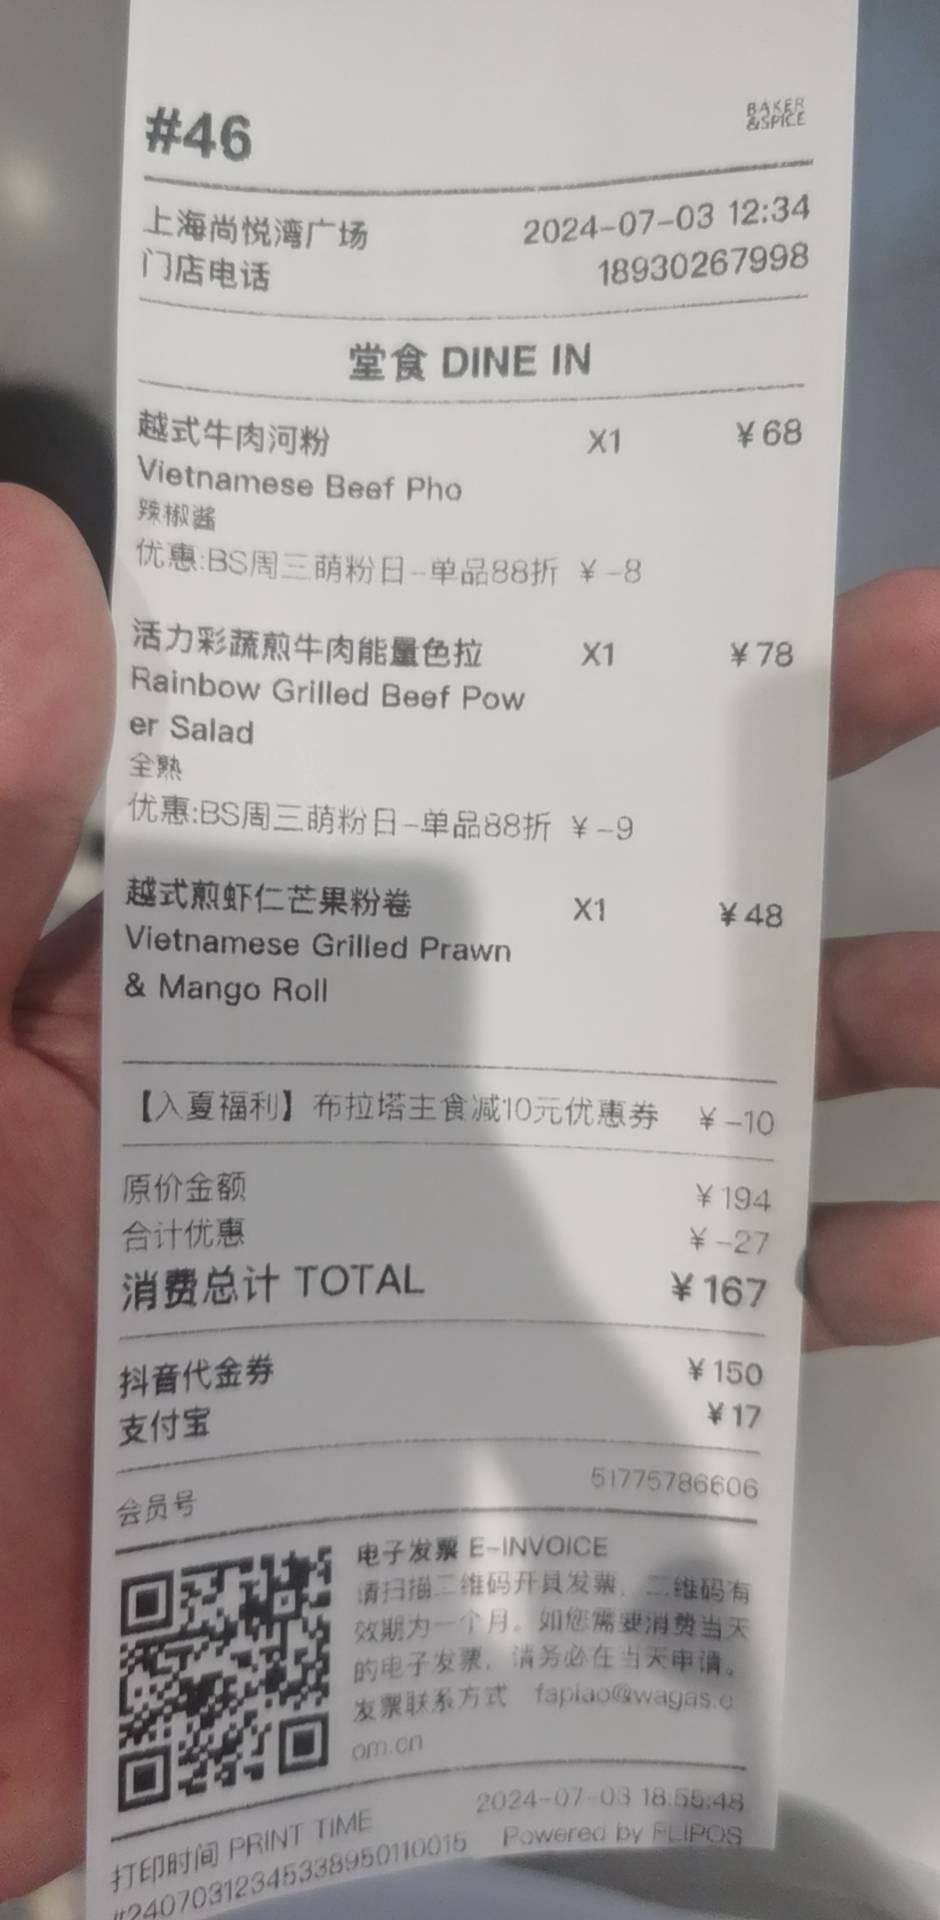 #46
BAKER
&SPICE
上海尚悦湾广场 2024-07-03 12:34
门店电话 18930267998
堂食 DINE IN
越式牛肉河粉 X1 ¥68
Vietnamese Beef Pho
辣椒酱
优惠:BS周三萌粉日-单品88折 ¥-8
活力彩蔬煎牛肉能量色拉 X1 ¥78
Rainbow Grilled Beef Pow
er Salad
全熟
优惠:BS周三萌粉日-单品88折 ¥-9
越式煎虾仁芒果粉卷 X1 ¥48
Vietnamese Grilled Prawn
& Mango Roll
【入夏福利】布拉塔主食减10元优惠券 ¥-10
原价金额 ¥194
合计优惠 ¥-27
消费总计 TOTAL ¥167
抖音代金券 ¥150
支付宝 ¥17
会员号 51775786606
电子发票 E-INVOICE
请扫描二维码开具发票，二维码有
效期为一个月。如您需要消费当天
的电子发票，请务必在当天申请。
发票联系方式 fapiao@wagas.c
om.cn
打印时间 PRINT TIME 2024-07-03 18:55:48
#24070312345338950110015 Powered by FLIPOS